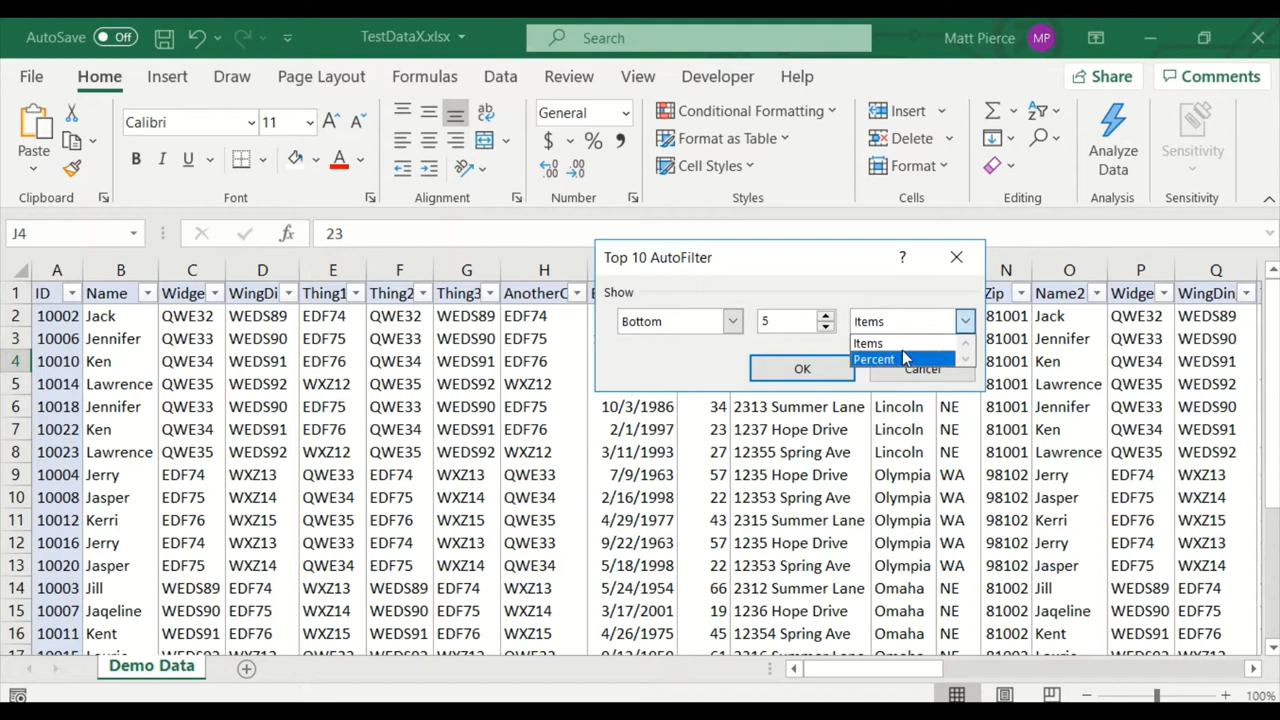 AutoSave Off TestDataX.xlsx Search Matt Pierce MP
File Home Insert Draw Page Layout Formulas Data Review View Developer Help Share Comments
Calibri 11 General Conditional Formatting Insert
Paste Format as Table Delete Analyze Data Sensitivity
B I U A $ % Cell Styles Format
Clipboard Font Alignment Number Styles Cells Editing Analysis Sensitivity
J4 fx 23
Top 10 AutoFilter ?
Show
Bottom 5 Items
Items
Percent
OK Cancel
A B C D E F G H N O P Q
1 ID Name Widge WingDi Thing1 Thing2 Thing3 AnotherC Zip Name2 Widge WingDin
2 10002 Jack QWE32 WEDS89 EDF74 QWE32 WEDS89 EDF74 81001 Jack QWE32 WEDS89
3 10006 Jennifer QWE33 WEDS90 EDF75 QWE33 WEDS90 EDF75 81001 Jennifer QWE33 WEDS90
4 10010 Ken QWE34 WEDS91 EDF76 QWE34 WEDS91 EDF76 81001 Ken QWE34 WEDS91
5 10014 Lawrence QWE35 WEDS92 WXZ12 QWE35 WEDS92 WXZ12 81001 Lawrence QWE35 WEDS92
6 10018 Jennifer QWE33 WEDS90 EDF75 QWE33 WEDS90 EDF75 10/3/1986 34 2313 Summer Lane Lincoln NE 81001 Jennifer QWE33 WEDS90
7 10022 Ken QWE34 WEDS91 EDF76 QWE34 WEDS91 EDF76 2/1/1997 23 1237 Hope Drive Lincoln NE 81001 Ken QWE34 WEDS91
8 10023 Lawrence QWE35 WEDS92 WXZ12 QWE35 WEDS92 WXZ12 3/11/1993 27 12355 Spring Ave Lincoln NE 81001 Lawrence QWE35 WEDS92
9 10004 Jerry EDF74 WXZ13 QWE33 EDF74 WXZ13 QWE33 7/9/1963 57 12353 Spring Ave Olympia WA 98102 Jerry EDF74 WXZ13
10 10008 Jasper EDF75 WXZ14 QWE34 EDF75 WXZ14 QWE34 2/16/1998 22 12353 Spring Ave Olympia WA 98102 Jasper EDF75 WXZ14
11 10012 Kerri EDF76 WXZ15 QWE35 EDF76 WXZ15 QWE35 4/29/1977 43 2315 Summer Lane Olympia WA 98102 Kerri EDF76 WXZ15
12 10016 Jerry EDF74 WXZ13 QWE33 EDF74 WXZ13 QWE33 9/22/1963 57 1235 Hope Drive Olympia WA 98102 Jerry EDF74 WXZ13
13 10020 Jasper EDF75 WXZ14 QWE34 EDF75 WXZ14 QWE34 5/18/1998 22 12353 Spring Ave Olympia WA 98102 Jasper EDF75 WXZ14
14 10003 Jill WEDS89 EDF74 WXZ13 WEDS89 EDF74 WXZ13 5/24/1954 66 2312 Summer Lane Omaha NE 81002 Jill WEDS89 EDF74
15 10007 Jaqeline WEDS90 EDF75 WXZ14 WEDS90 EDF75 WXZ14 3/17/2001 19 1236 Hope Drive Omaha NE 81002 Jaqeline WEDS90 EDF75
16 10011 Kent WEDS91 EDF76 WXZ15 WEDS91 EDF76 WXZ15 4/26/1975 45 12354 Spring Ave Omaha NE 81002 Kent WEDS91 EDF76
Demo Data
100%